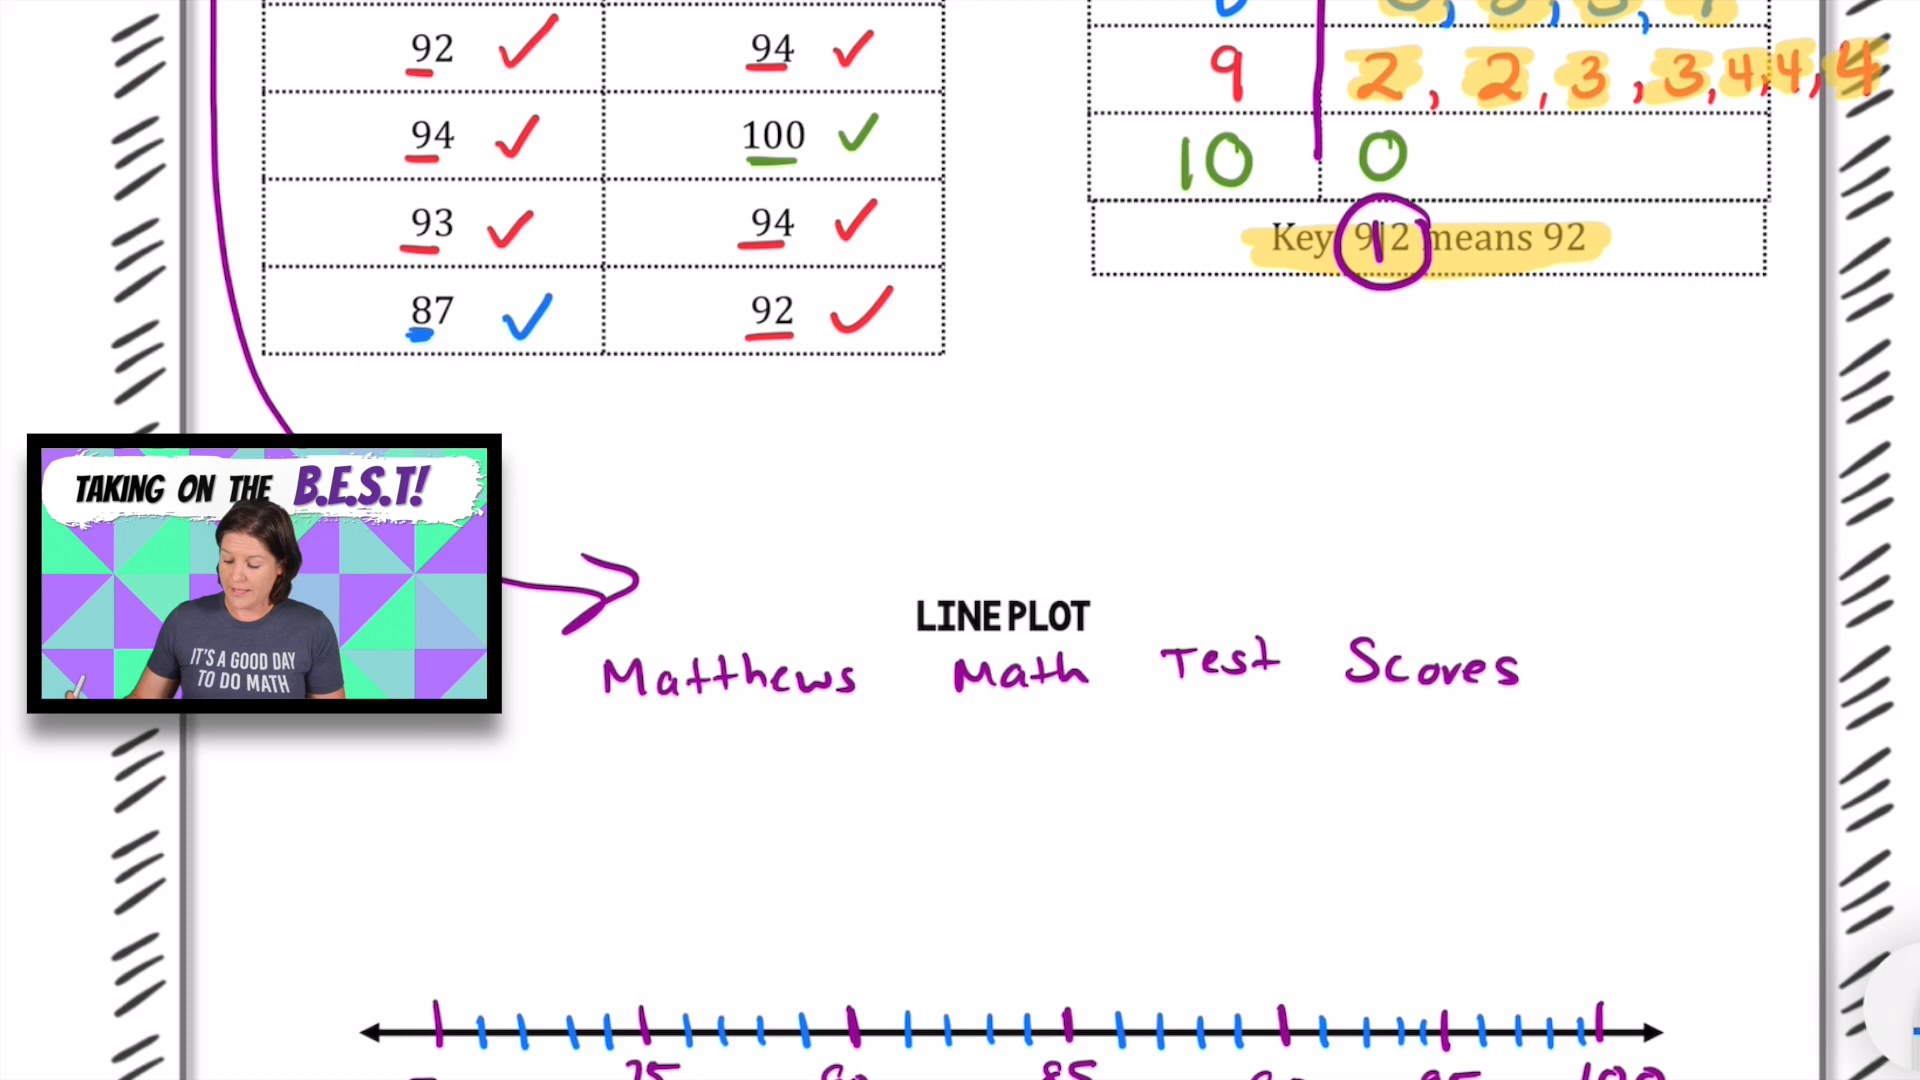 92 94
9 2, 2, 3, 3, 4, 4, 4
94 100
10 0
93 94
Key 9|2 means 92
87 92
TAKING ON THE B.E.S.T!
IT'S A GOOD DAY
TO DO MATH
LINE PLOT
Matthews Math Test Scores
75 85 100